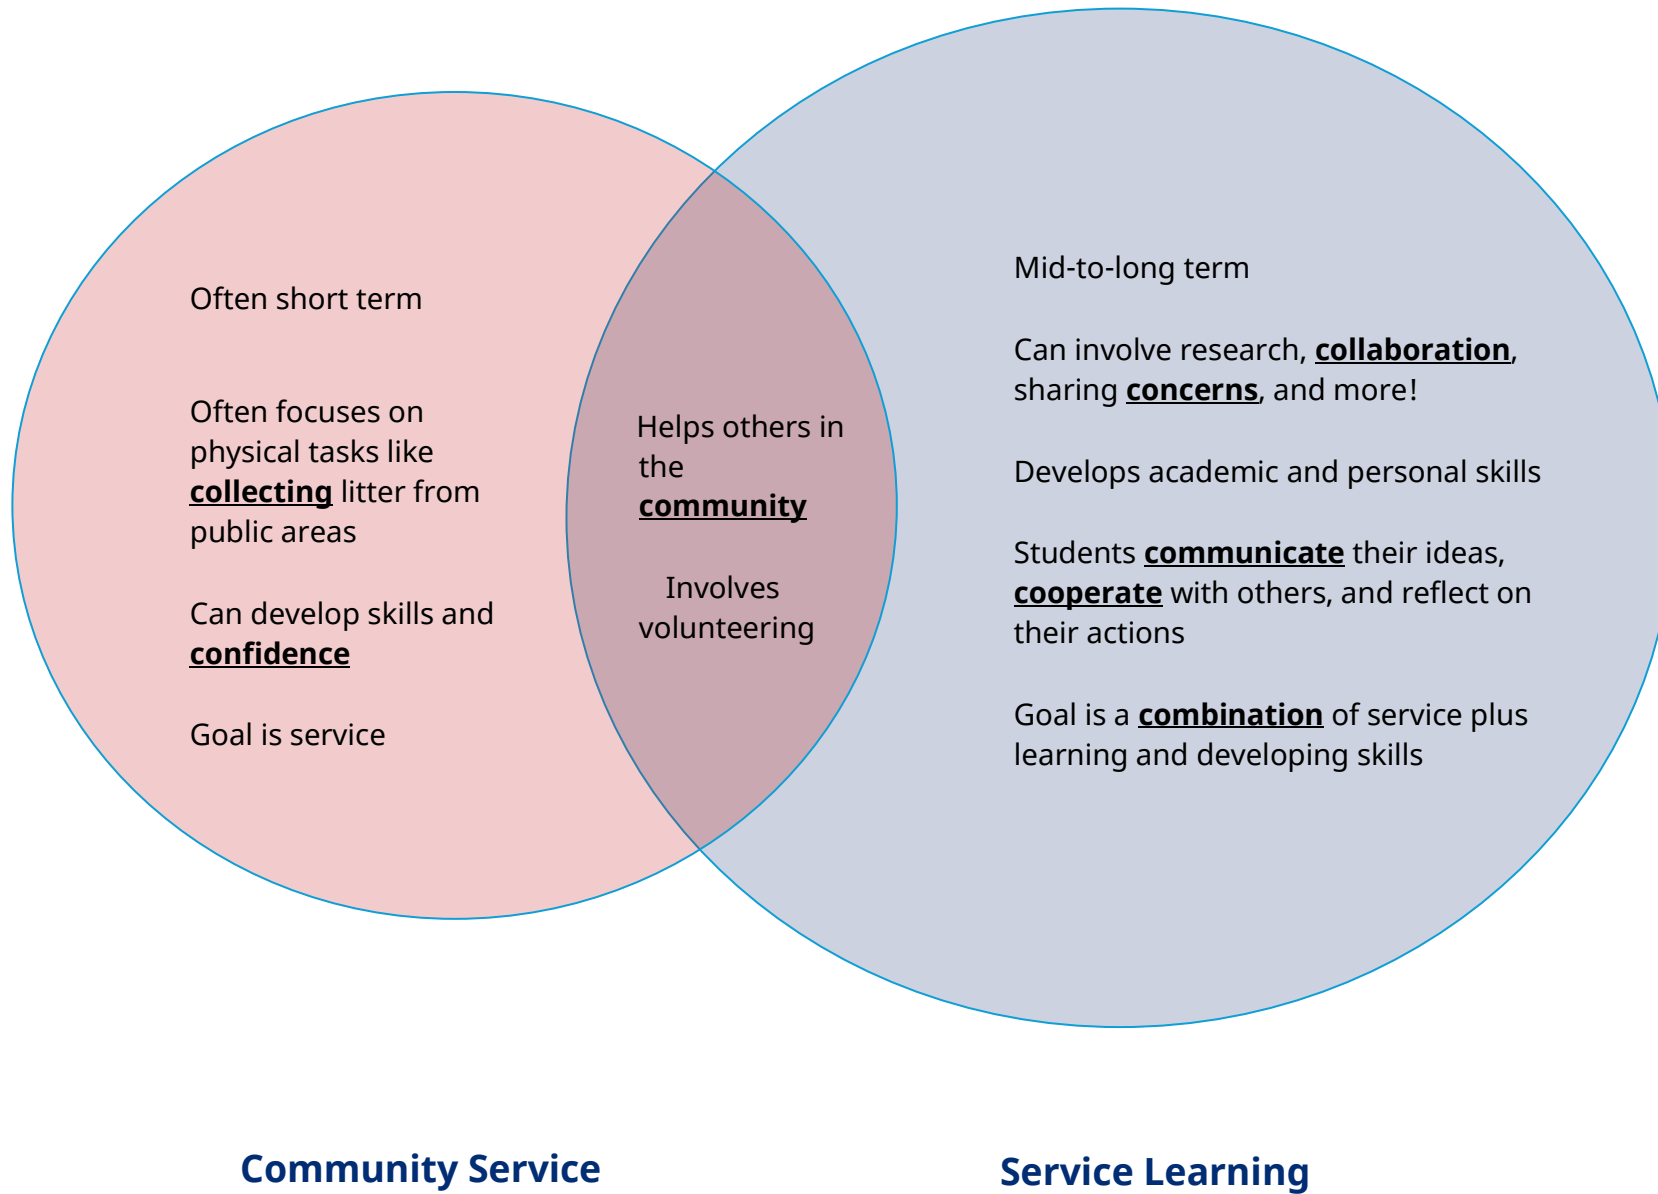 Often short term
Often focuses on
physical tasks like
collecting litter from
public areas
Can develop skills and
confidence
Goal is service
Helps others in
the
community
Involves
volunteering
Mid-to-long term
Can involve research, collaboration,
sharing concerns, and more!
Develops academic and personal skills
Students communicate their ideas,
cooperate with others, and reflect on
their actions
Goal is a combination of service plus
learning and developing skills
Community Service
Service Learning